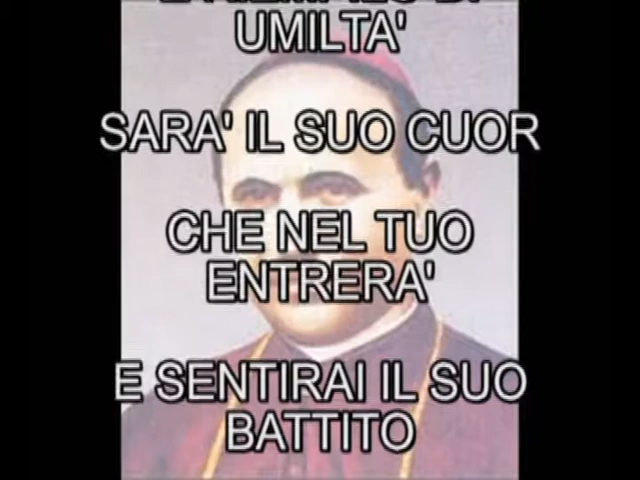 UMILTA'
SARA' IL SUO CUOR
CHE NEL TUO
ENTRERA'
E SENTIRAI IL SUO
BATTITO